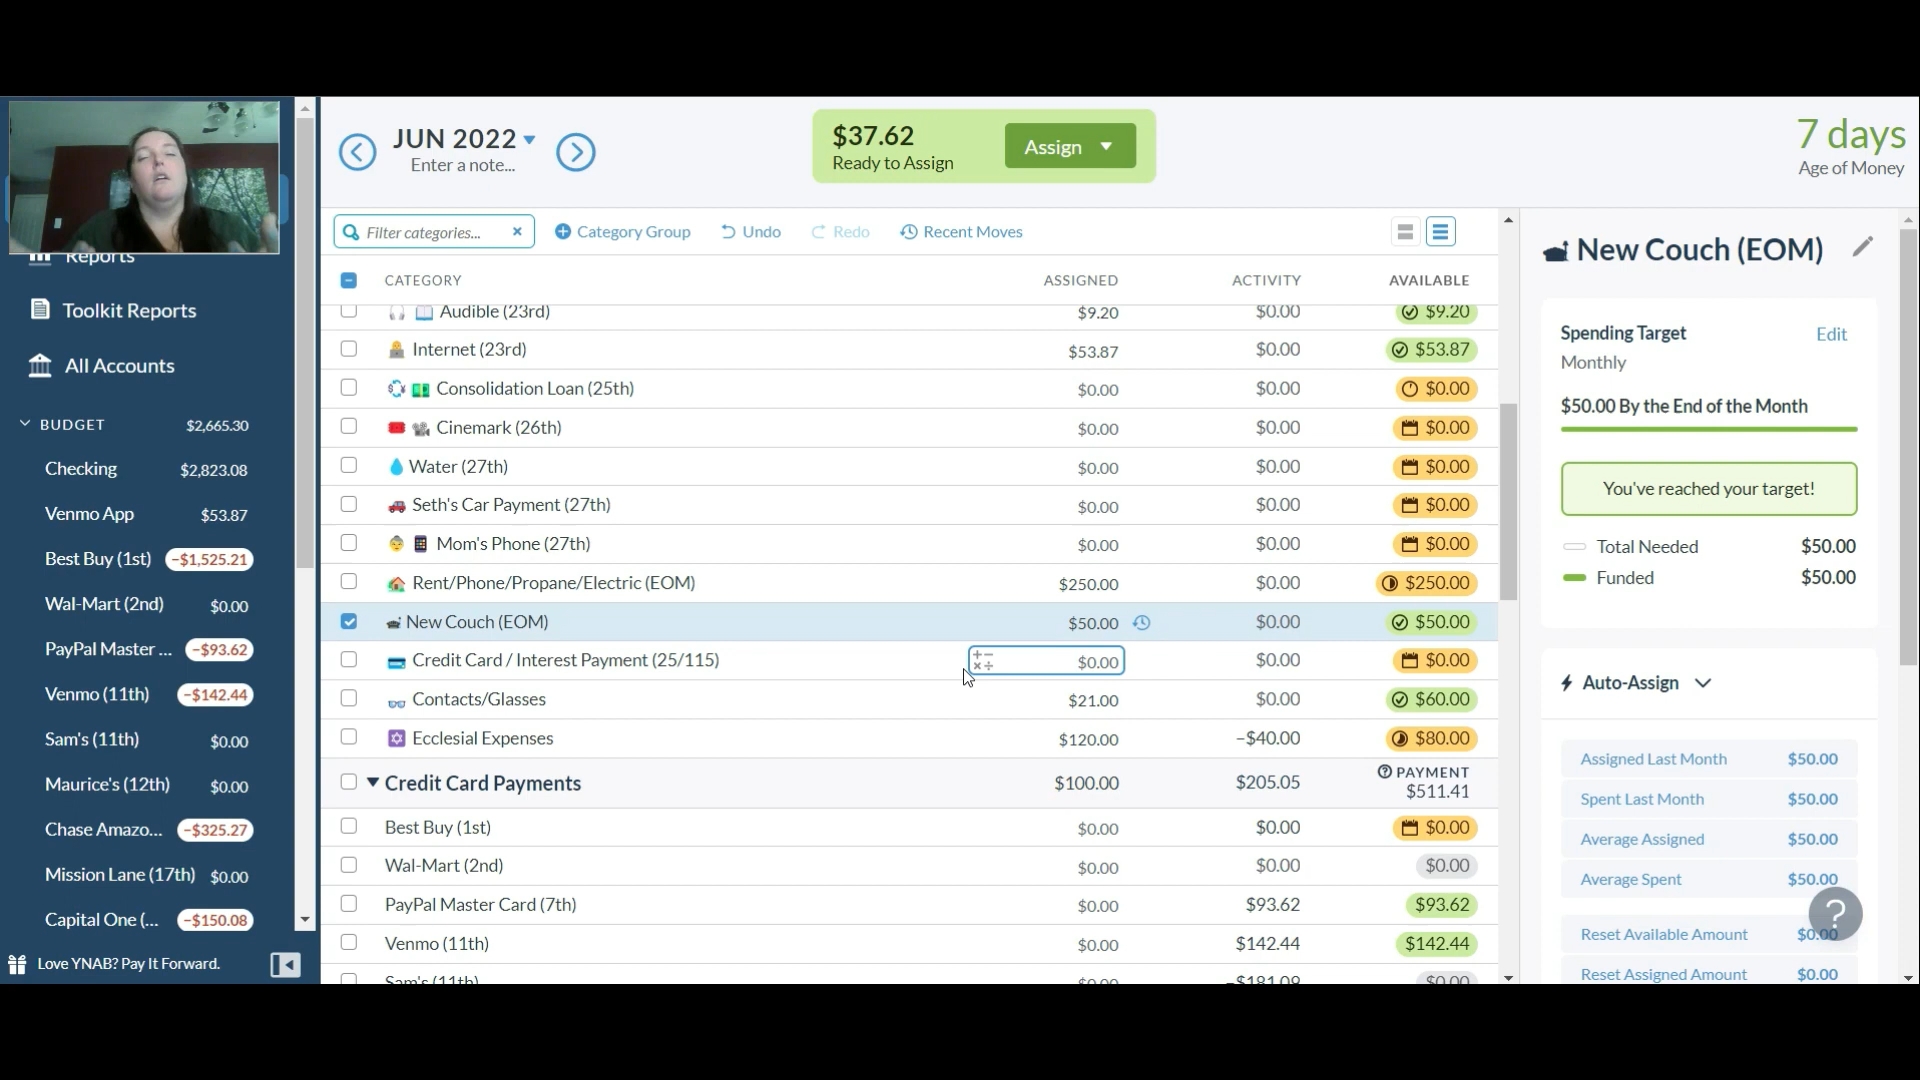 Reports
Toolkit Reports
All Accounts
BUDGET $2,665.30
Checking $2,823.08
Venmo App $53.87
Best Buy (1st) −$1,525.21
Wal-Mart (2nd) $0.00
PayPal Master ... −$93.62
Venmo (11th) −$142.44
Sam's (11th) $0.00
Maurice's (12th) $0.00
Chase Amazo... −$325.27
Mission Lane (17th) $0.00
Capital One (... −$150.08
Love YNAB? Pay It Forward.
JUN 2022
Enter a note...
$37.62
Ready to Assign
Assign
7 days
Age of Money
Filter categories...
Category Group Undo Redo Recent Moves
CATEGORY ASSIGNED ACTIVITY AVAILABLE
Audible (23rd) $9.20 $0.00 $9.20
Internet (23rd) $53.87 $0.00 $53.87
Consolidation Loan (25th) $0.00 $0.00 $0.00
Cinemark (26th) $0.00 $0.00 $0.00
Water (27th) $0.00 $0.00 $0.00
Seth's Car Payment (27th) $0.00 $0.00 $0.00
Mom's Phone (27th) $0.00 $0.00 $0.00
Rent/Phone/Propane/Electric (EOM) $250.00 $0.00 $250.00
New Couch (EOM) $50.00 $0.00 $50.00
Credit Card / Interest Payment (25/115) $0.00 $0.00 $0.00
Contacts/Glasses $21.00 $0.00 $60.00
Ecclesial Expenses $120.00 −$40.00 $80.00
Credit Card Payments $100.00 $205.05 PAYMENT $511.41
Best Buy (1st) $0.00 $0.00 $0.00
Wal-Mart (2nd) $0.00 $0.00 $0.00
PayPal Master Card (7th) $0.00 $93.62 $93.62
Venmo (11th) $0.00 $142.44 $142.44
Sam's (11th) $0.00 −$181.09 $0.00
New Couch (EOM)
Spending Target Edit
Monthly
$50.00 By the End of the Month
You've reached your target!
Total Needed $50.00
Funded $50.00
Auto-Assign
Assigned Last Month $50.00
Spent Last Month $50.00
Average Assigned $50.00
Average Spent $50.00
Reset Available Amount $0.00
Reset Assigned Amount $0.00